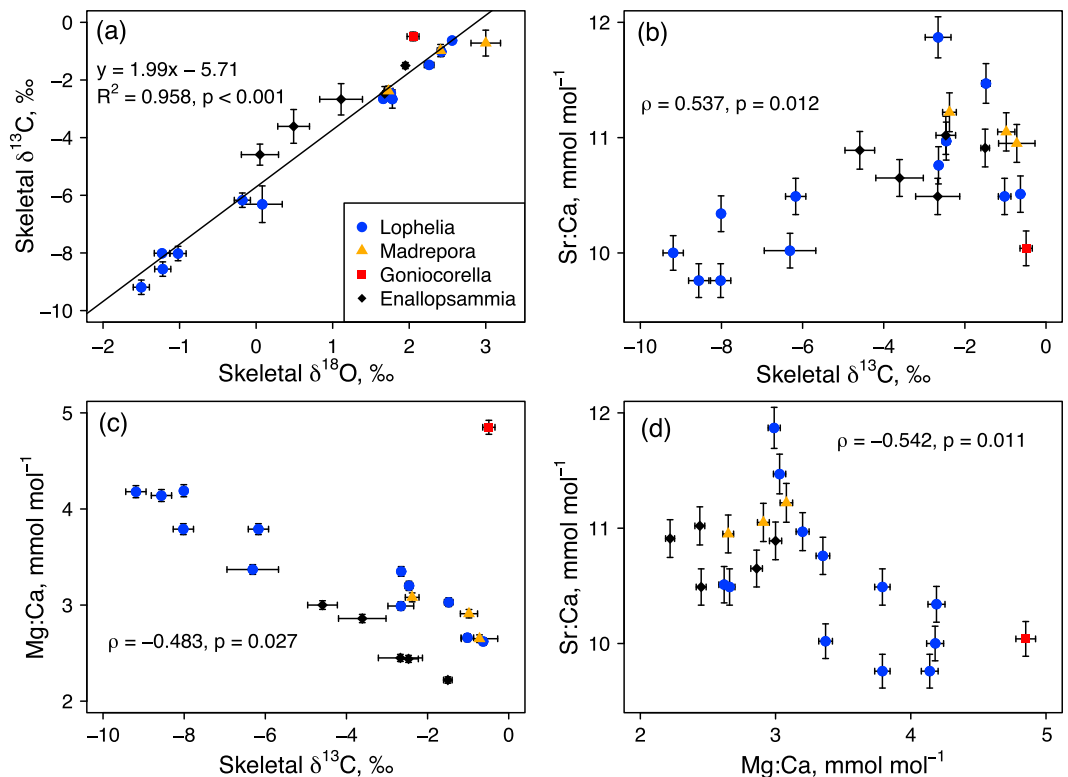 (a)
y = 1.99x − 5.71
R² = 0.958, p < 0.001
Skeletal δ¹³C, ‰
0
−2
−4
−6
−8
−10
−2 −1 0 1 2 3
Skeletal δ¹⁸O, ‰
Lophelia
Madrepora
Goniocorella
Enallopsammia
(b)
ρ = 0.537, p = 0.012
Sr:Ca, mmol mol⁻¹
12
11
10
−10 −8 −6 −4 −2 0
Skeletal δ¹³C, ‰
(c)
ρ = −0.483, p = 0.027
Mg:Ca, mmol mol⁻¹
5
4
3
2
−10 −8 −6 −4 −2 0
Skeletal δ¹³C, ‰
(d)
ρ = −0.542, p = 0.011
Sr:Ca, mmol mol⁻¹
12
11
10
2 3 4 5
Mg:Ca, mmol mol⁻¹